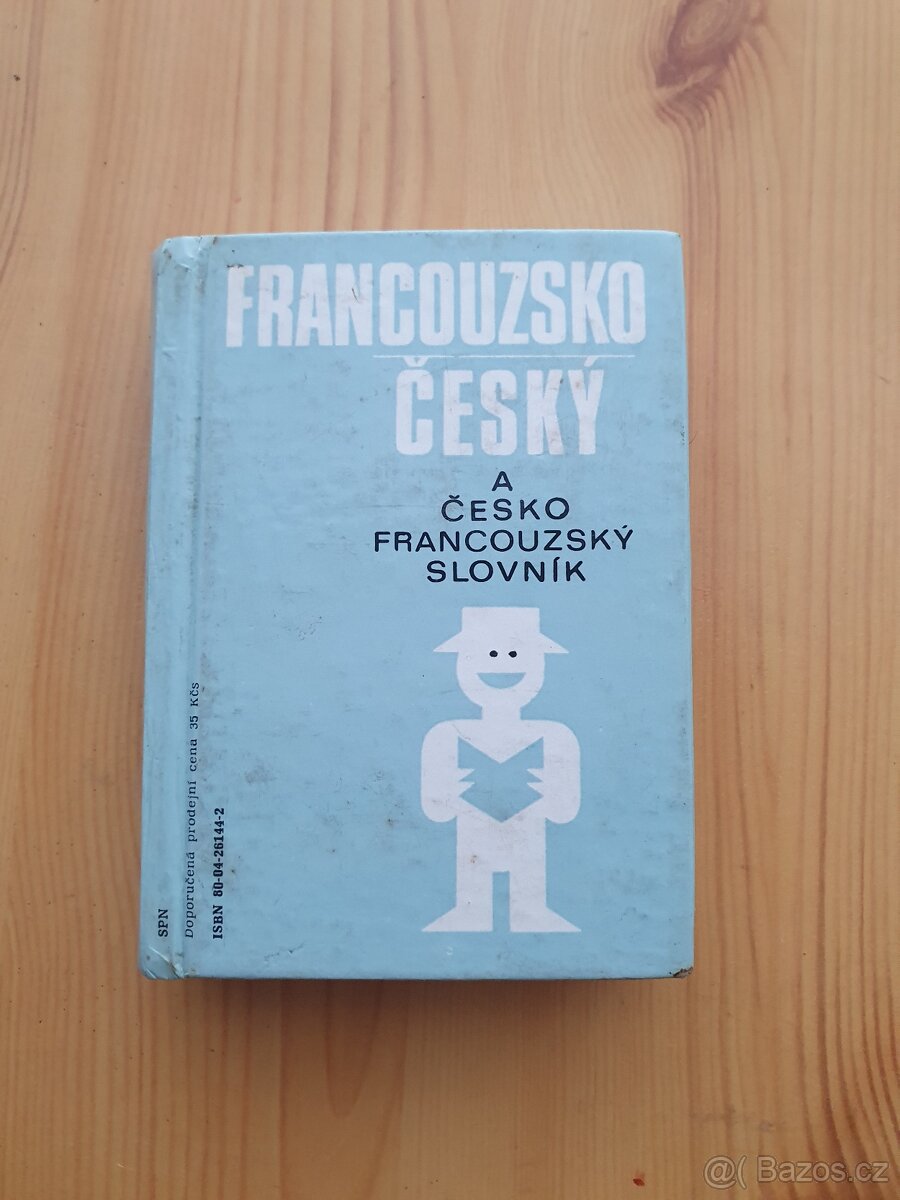 FRANCOUZSKO
ČESKÝ
A
ČESKO
FRANCOUZSKÝ
SLOVNÍK
SPN
Doporučená prodejní cena 35 Kčs
ISBN 80-04-26144-2
@( Bazos.cz